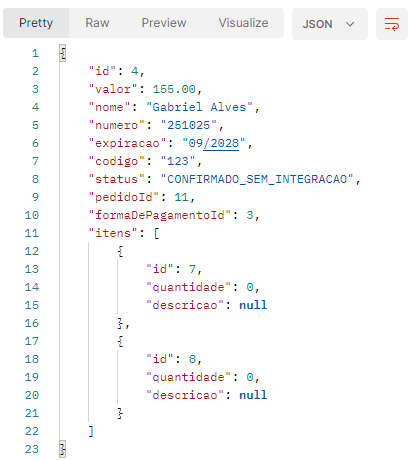 Pretty Raw Preview Visualize JSON
1 {
2 "id": 4,
3 "valor": 155.00,
4 "nome": "Gabriel Alves",
5 "numero": "251025",
6 "expiracao": "09/2028",
7 "codigo": "123",
8 "status": "CONFIRMADO_SEM_INTEGRACAO",
9 "pedidoId": 11,
10 "formaDePagamentoId": 3,
11 "itens": [
12 {
13 "id": 7,
14 "quantidade": 0,
15 "descricao": null
16 },
17 {
18 "id": 8,
19 "quantidade": 0,
20 "descricao": null
21 }
22 ]
23 }